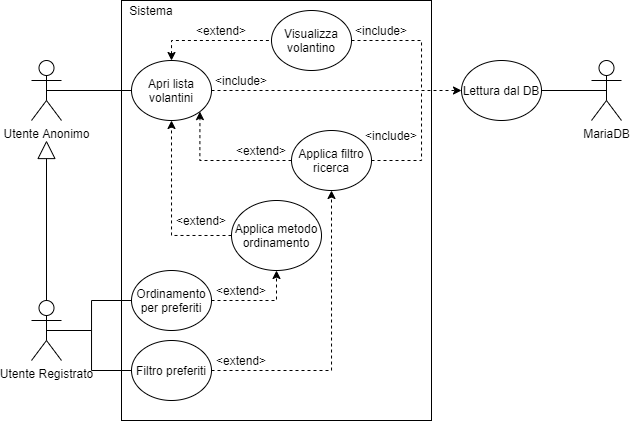 Sistema
<extend>
Visualizza
volantino
<include>
Apri lista
volantini
<include>
Lettura dal DB
Utente Anonimo
MariaDB
<include>
<extend>
Applica filtro
ricerca
<extend>
Applica metodo
ordinamento
Ordinamento
per preferiti
<extend>
Utente Registrato
Filtro preferiti
<extend>